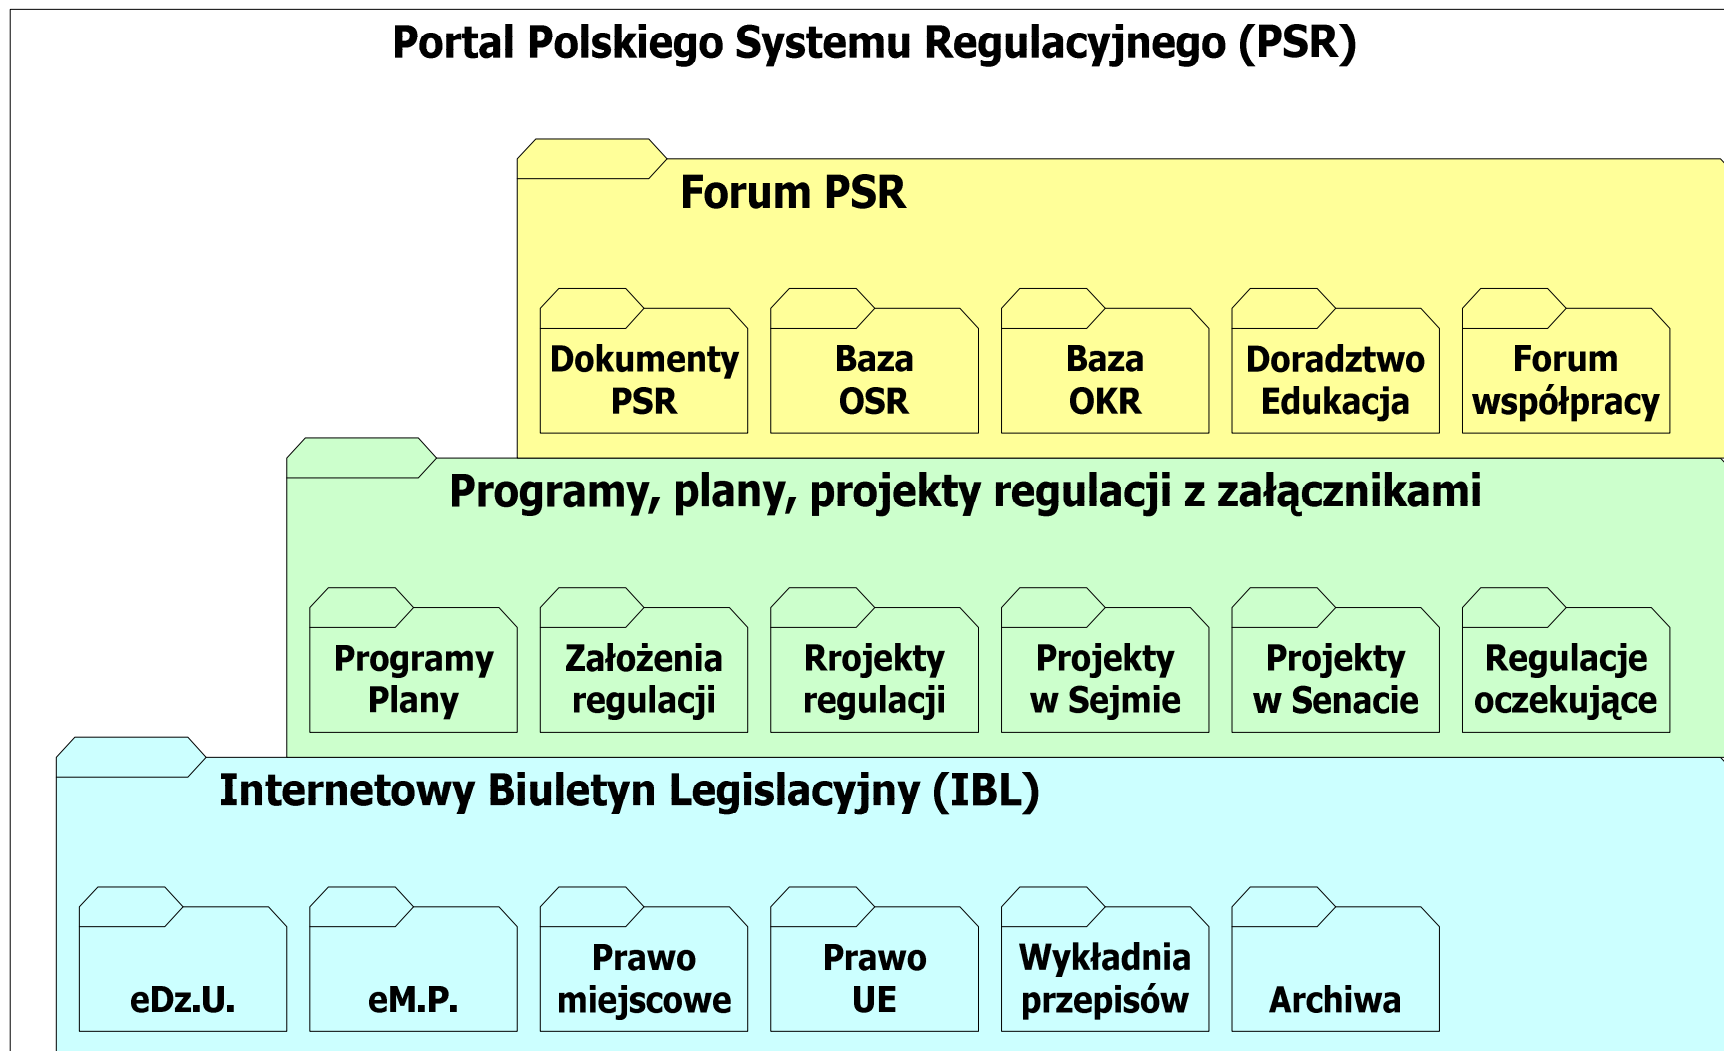 Portal Polskiego Systemu Regulacyjnego (PSR)
Forum PSR
Dokumenty
PSR
Baza
OSR
Baza
OKR
Doradztwo
Edukacja
Forum
współpracy
Programy, plany, projekty regulacji z załącznikami
Programy
Plany
Założenia
regulacji
Rrojekty
regulacji
Projekty
w Sejmie
Projekty
w Senacie
Regulacje
oczekujące
Internetowy Biuletyn Legislacyjny (IBL)
eDz.U.
eM.P.
Prawo
miejscowe
Prawo
UE
Wykładnia
przepisów
Archiwa